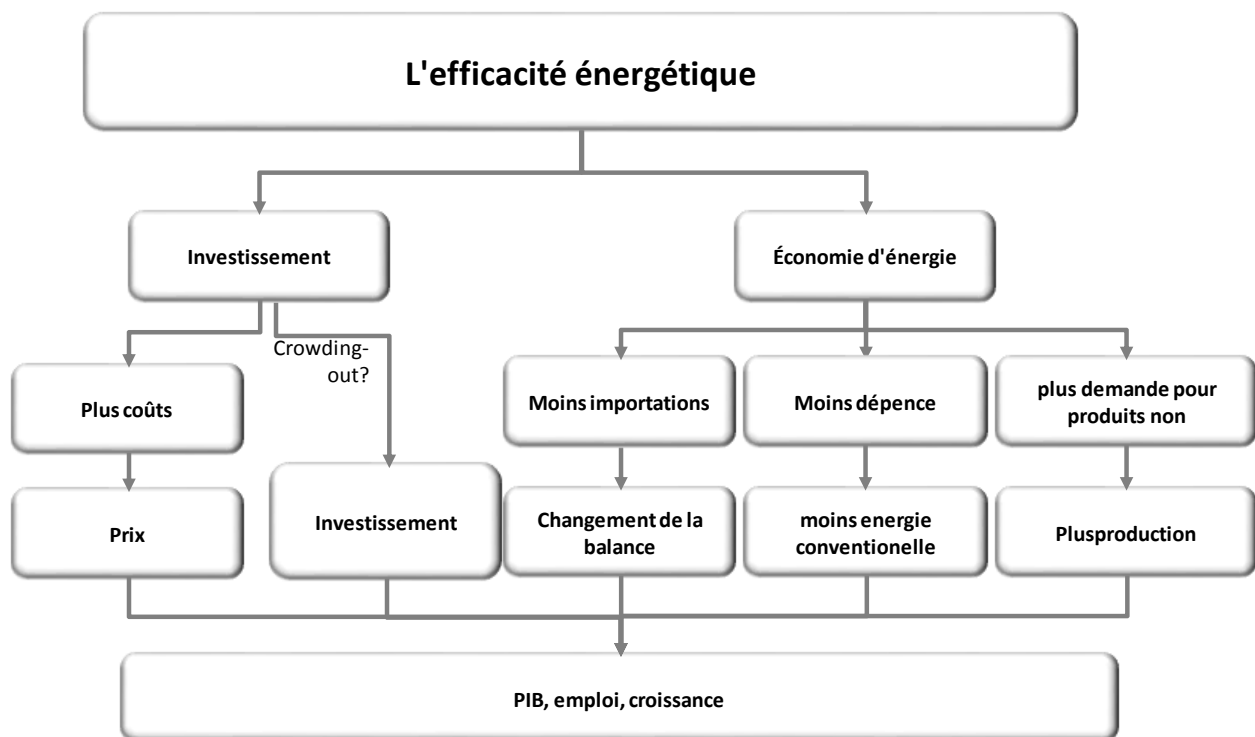 L'efficacité énergétique
Investissement
Économie d'énergie
Crowding-
out?
Plus coûts
Moins importations
Moins dépence
plus demande pour
produits non
Prix
Investissement
Changement de la
balance
moins energie
conventionelle
Plusproduction
PIB, emploi, croissance